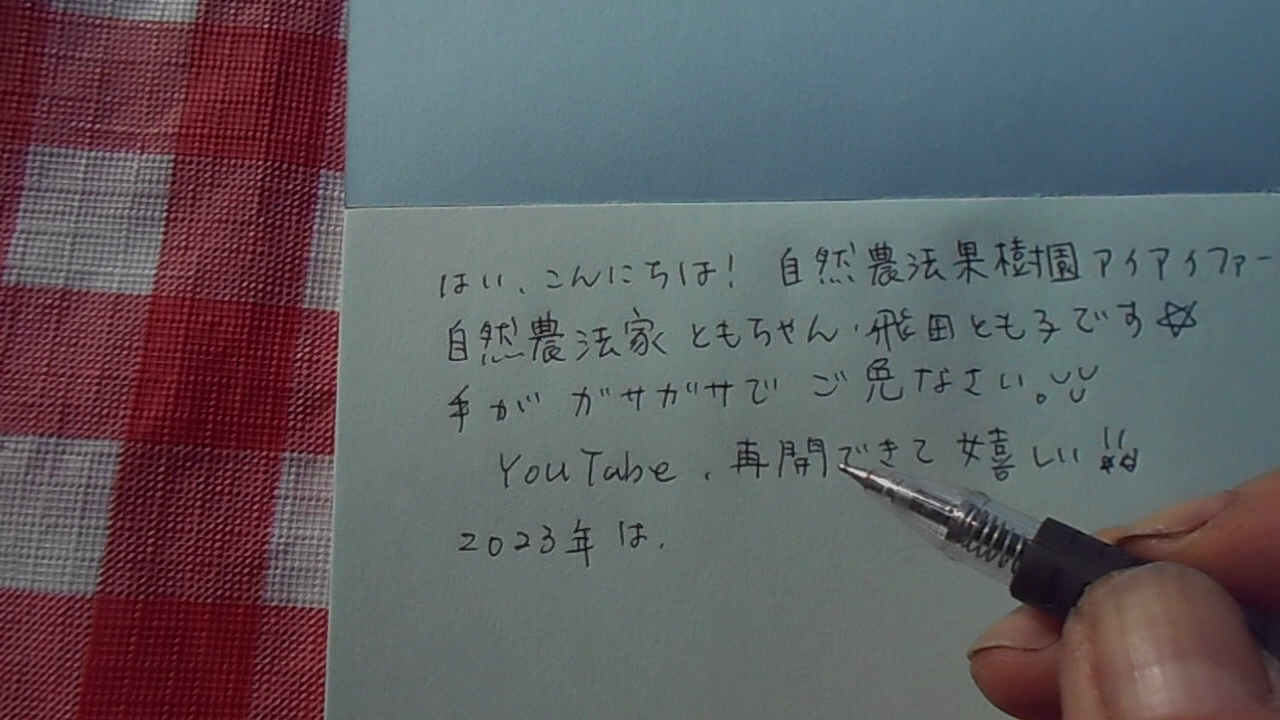 はい、こんにちは! 自然農法果樹園アイアイファー
自然農法家ともちゃん・飛田とも子です☆
手がガサガサでご免なさい。
YouTabe、再開できて嬉しい!!
2023年は、